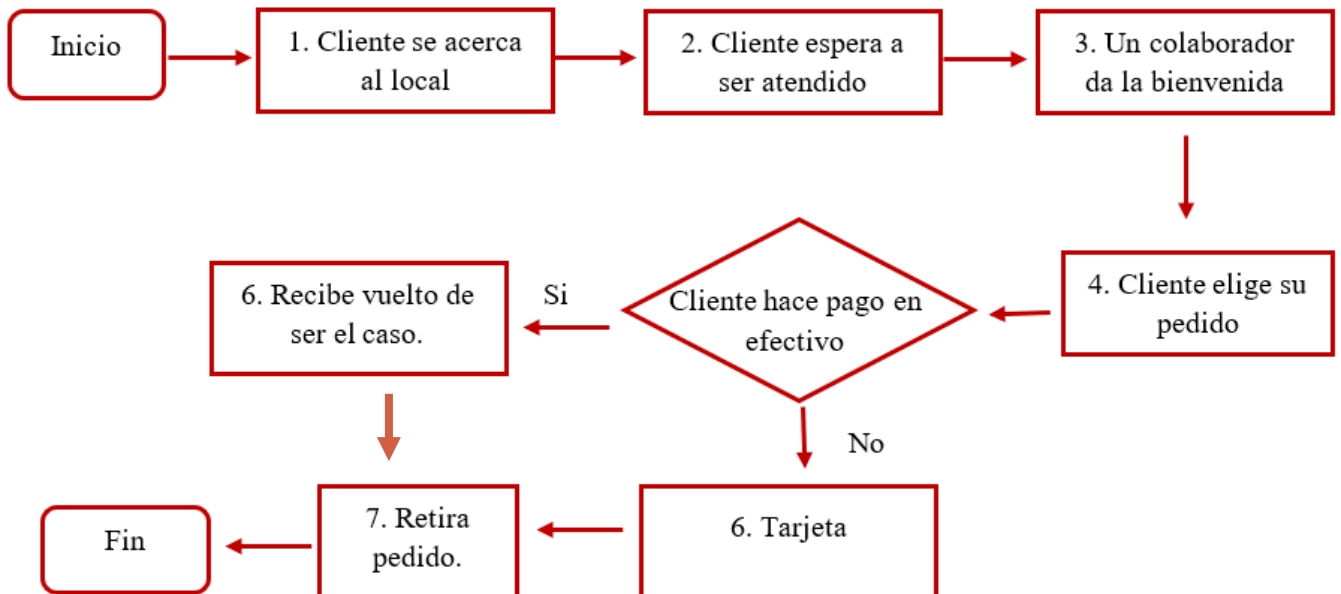 Inicio
1. Cliente se acerca
al local
2. Cliente espera a
ser atendido
3. Un colaborador
da la bienvenida
4. Cliente elige su
pedido
Cliente hace pago en
efectivo
Si
6. Recibe vuelto de
ser el caso.
No
6. Tarjeta
7. Retira
pedido.
Fin